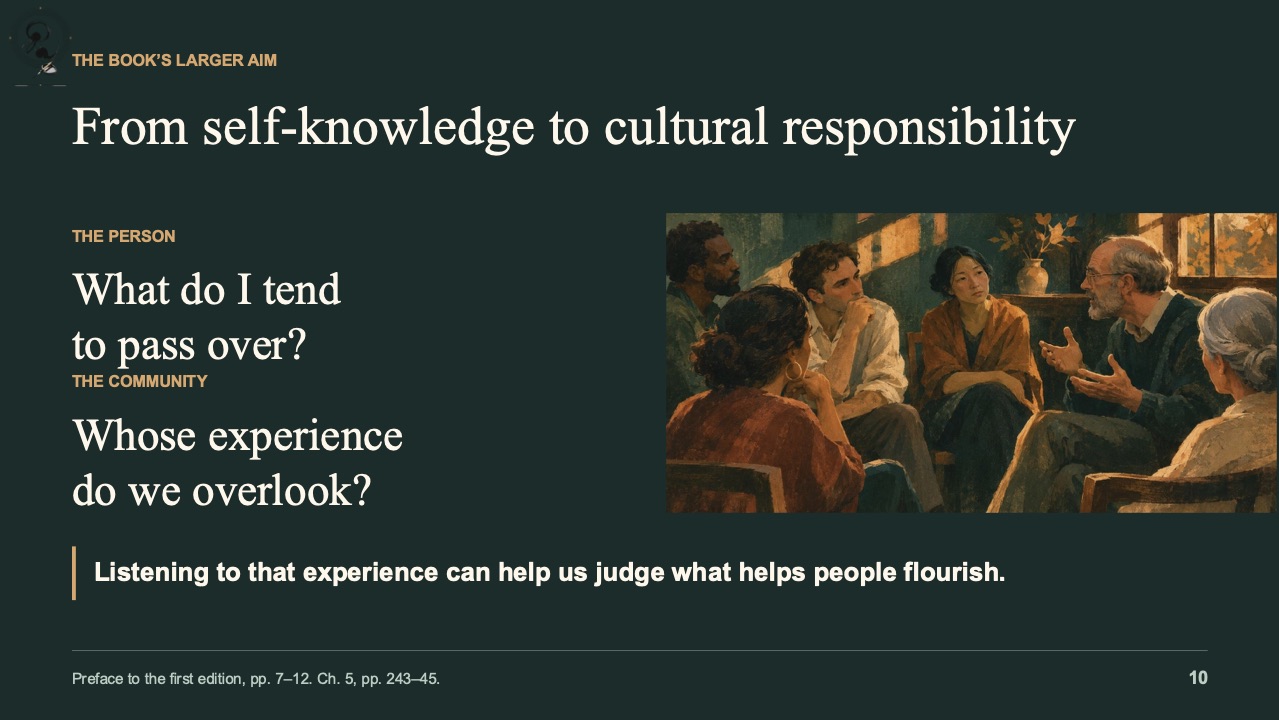 THE BOOK’S LARGER AIM
From self-knowledge to cultural responsibility
THE PERSON
What do I tend
to pass over?
THE COMMUNITY
Whose experience
do we overlook?
Listening to that experience can help us judge what helps people flourish.
Preface to the first edition, pp. 7–12. Ch. 5, pp. 243–45.
10